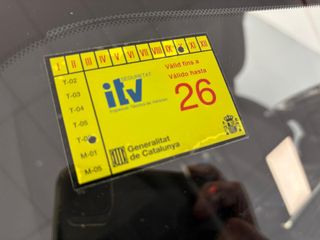 I II III IV V VI VII VIII IX X XI XII
T-02
T-03
T-04
T-05
T-06
M-01
M-05
SEGURETAT
itv
Vàlid fins a
Válido hasta
26
Generalitat
de Catalunya